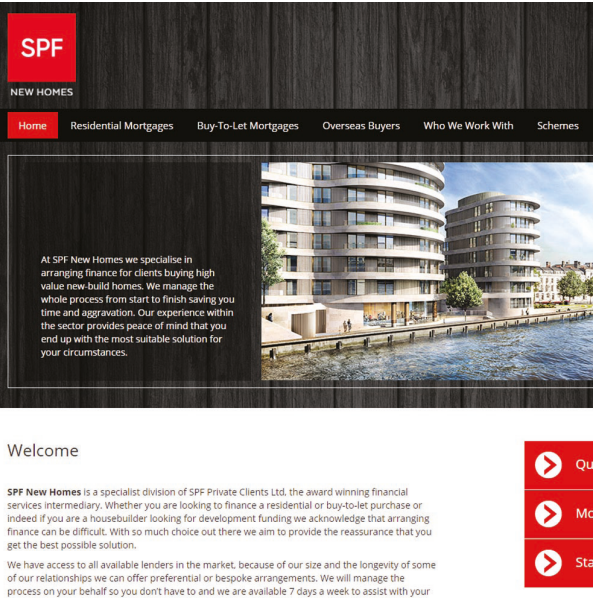 SPF
NEW HOMES
Home Residential Mortgages Buy-To-Let Mortgages Overseas Buyers Who We Work With Schemes
At SPF New Homes we specialise in
arranging finance for clients buying high
value new-build homes. We manage the
whole process from start to finish saving you
time and aggravation. Our experience within
the sector provides peace of mind that you
end up with the most suitable solution for
your circumstances.
Welcome
SPF New Homes is a specialist division of SPF Private Clients Ltd, the award winning financial
services intermediary. Whether you are looking to finance a residential or buy-to-let purchase or
indeed if you are a housebuilder looking for development funding we acknowledge that arranging
finance can be difficult. With so much choice out there we aim to provide the reassurance that you
get the best possible solution.
We have access to all available lenders in the market, because of our size and the longevity of some
of our relationships we can offer preferential or bespoke arrangements. We will manage the
process on your behalf so you don't have to and we are available 7 days a week to assist with your
Qu
Mo
Sta